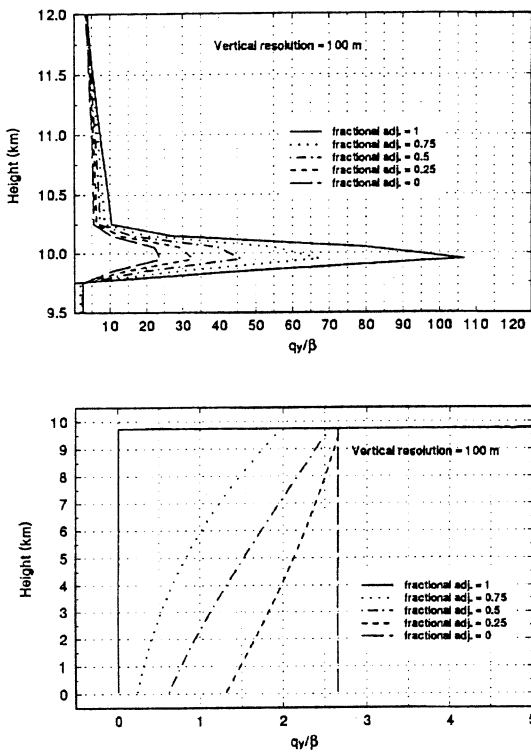 12.0
11.5
11.0
10.5
10.0
9.5
Height (km)
Vertical resolution = 100 m
fractional adj. = 1
fractional adj. = 0.75
fractional adj. = 0.5
fractional adj. = 0.25
fractional adj. = 0
10 20 30 40 50 60 70 80 90 100 110 120
qy/β
10
9
8
7
6
5
4
3
2
1
0
Height (km)
Vertical resolution = 100 m
fractional adj. = 1
fractional adj. = 0.75
fractional adj. = 0.5
fractional adj. = 0.25
fractional adj. = 0
0 1 2 3 4 5
qy/β